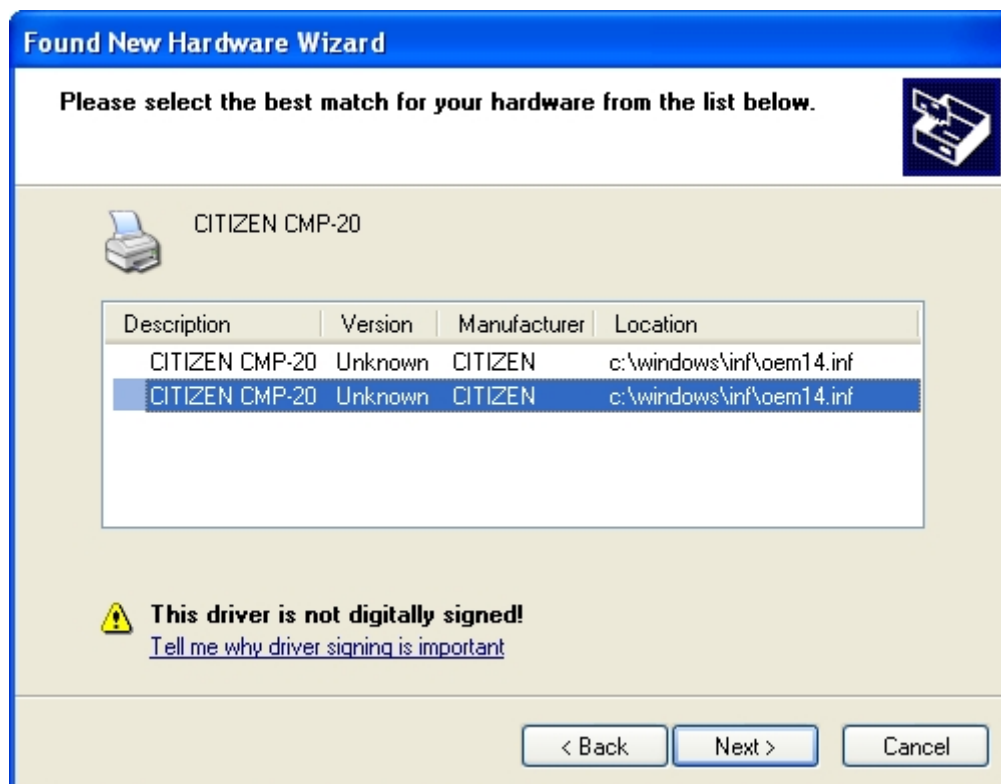 Found New Hardware Wizard
Please select the best match for your hardware from the list below.
CITIZEN CMP-20
Description Version Manufacturer Location
CITIZEN CMP-20 Unknown CITIZEN c:\windows\inf\oem14.inf
CITIZEN CMP-20 Unknown CITIZEN c:\windows\inf\oem14.inf
This driver is not digitally signed!
Tell me why driver signing is important
< Back Next > Cancel